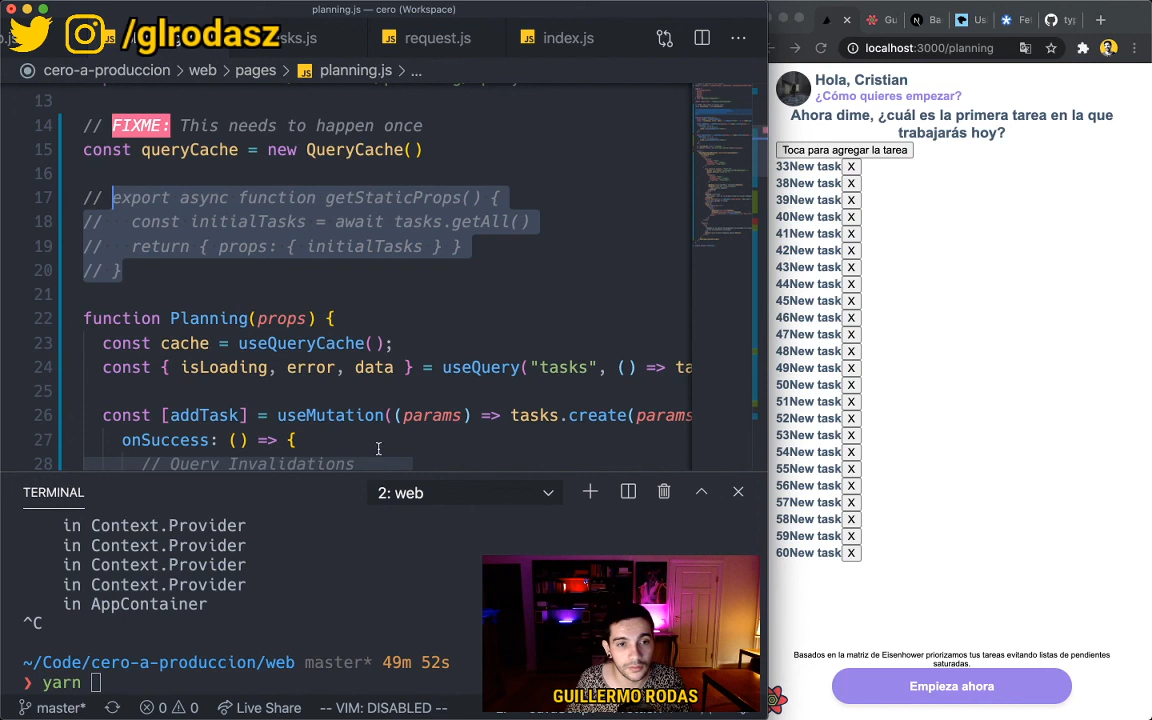 planning.js — cero (Workspace)
/glrodasz
sks.js
request.js
index.js
cero-a-produccion > web > pages > planning.js > ...
13
14 // FIXME: This needs to happen once
15 const queryCache = new QueryCache()
16
17 // export async function getStaticProps() {
18 //   const initialTasks = await tasks.getAll()
19 //   return { props: { initialTasks } }
20 // }
21
22 function Planning(props) {
23 const cache = useQueryCache();
24 const { isLoading, error, data } = useQuery("tasks", () => ta
25
26 const [addTask] = useMutation((params) => tasks.create(params
27 onSuccess: () => {
28 // Query Invalidations
TERMINAL
2: web
in Context.Provider
in Context.Provider
in Context.Provider
in Context.Provider
in AppContainer
^C
~/Code/cero-a-produccion/web master* 49m 52s
❯ yarn
GUILLERMO RODAS
master*
0 0
Live Share
-- VIM: DISABLED --
Gu
Ba
Us
Fe
typ
localhost:3000/planning
Hola, Cristian
¿Cómo quieres empezar?
Ahora dime, ¿cuál es la primera tarea en la que
trabajarás hoy?
Toca para agregar la tarea
33New task X
38New task X
39New task X
40New task X
41New task X
42New task X
43New task X
44New task X
45New task X
46New task X
47New task X
48New task X
49New task X
50New task X
51New task X
52New task X
53New task X
54New task X
55New task X
56New task X
57New task X
58New task X
59New task X
60New task X
Basados en la matriz de Eisenhower priorizamos tus tareas evitando listas de pendientes
saturadas.
Empieza ahora